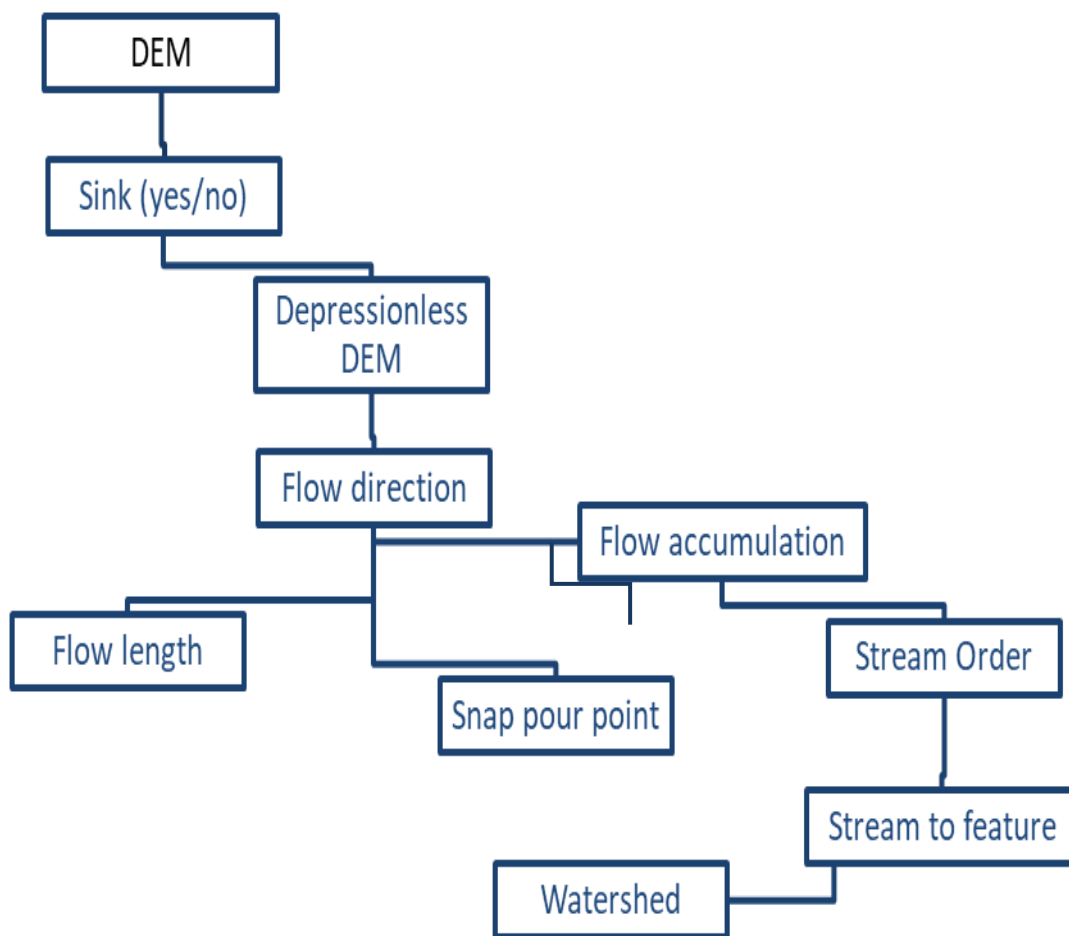 DEM
Sink (yes/no)
Depressionless
DEM
Flow direction
Flow accumulation
Flow length
Stream Order
Snap pour point
Stream to feature
Watershed